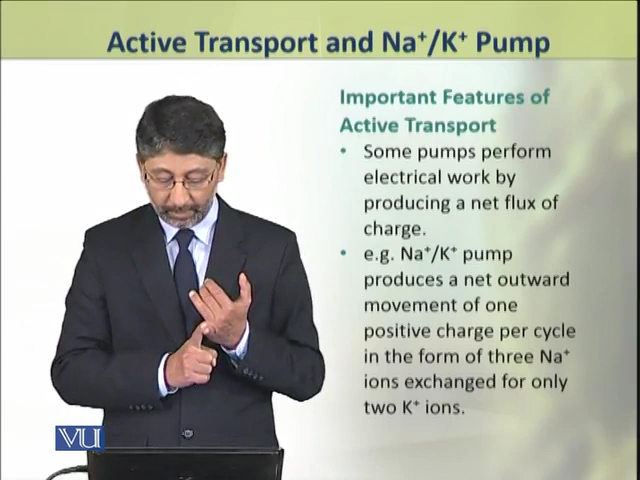 Active Transport and Na⁺/K⁺ Pump
Important Features of
Active Transport
• Some pumps perform
electrical work by
producing a net flux of
charge.
• e.g. Na⁺/K⁺ pump
produces a net outward
movement of one
positive charge per cycle
in the form of three Na⁺
ions exchanged for only
two K⁺ ions.
VU